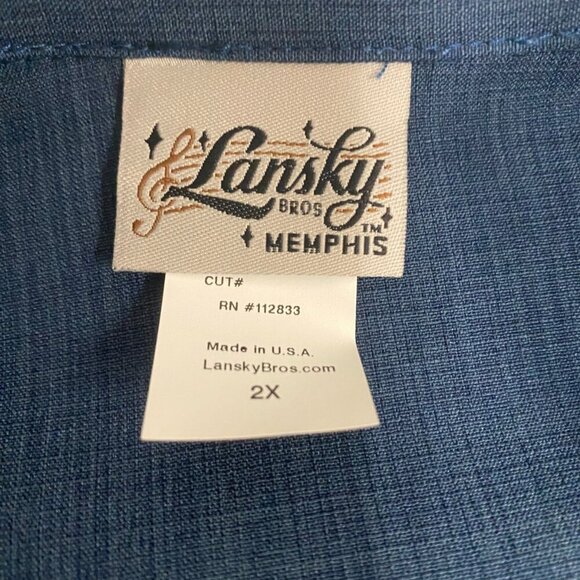 Lansky
BROS
TM
MEMPHIS
CUT#
RN #112833
Made in U.S.A.
LanskyBros.com
2X